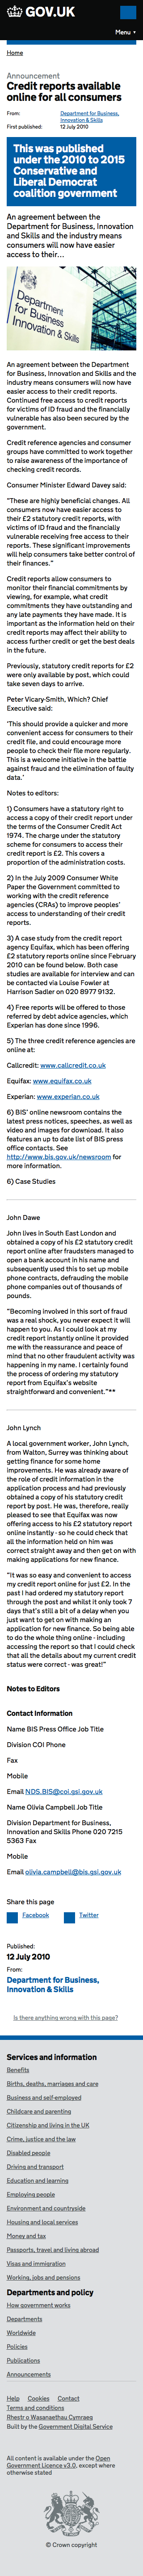 GOV.UK
Menu ▼
Home
Announcement
Credit reports available
online for all consumers
From:
Department for Business,
Innovation & Skills
First published:
12 July 2010
This was published
under the 2010 to 2015
Conservative and
Liberal Democrat
coalition government
An agreement between the
Department for Business, Innovation
and Skills and the industry means
consumers will now have easier
access to their…
Department for
Business
Innovation & Skills
An agreement between the Department for
Business, Innovation and Skills and the industry
means consumers will now have easier
access to their credit reports.
Continued free access to credit reports
for victims of ID fraud and the financially
vulnerable has also been secured by the
government.
Credit reference agencies and consumer
groups have committed to work together
to raise awareness of the importance of
checking credit records.
Consumer Minister Edward Davey said:
"These are highly beneficial changes. All
consumers now have assured access to
their £2 statutory credit reports, with
victims of ID fraud and the financially
vulnerable receiving free access to their
reports. These significant improvements
will help consumers take better control of
the finances."
Credit reports allow consumers to
monitor their financial commitments by
viewing, for example, what credit
commitments they have outstanding and
late payments they have made. It is
important for people to understand how
the information that is held on their
credit reports may affect their ability to
get further credit or get the best deals
in the future.
Previously, statutory credit reports for £2
were only available by post, which could
take seven days to arrive.
Peter Vicary-Smith, Which? Chief
Executive said:
'This should provide a quicker and more
convenient access for consumers to their
credit file, and could encourage more
people to check their file more regularly.
This is a welcome initiative in the battle
against fraud and the elimination of faulty
data.'
Notes to editors:
1) Consumers have a statutory right to
access a copy of their credit report under
the terms of the Consumer Credit Act
1974. The charge under the statutory
scheme for consumers to access their
credit report is £2. This covers a
proportion of the administration costs.
2) In the July 2009 Consumer White
Paper the Government committed to
working with the credit reference
agencies (CRAs) to improve peoples'
access to understanding of their credit
reports.
3) A case study from the credit report
agency Equifax, which has been offering
£2 statutory reports online since February
2010 can be found below. Both case
studies are available for interview and can
be contacted via Louise Fowler at
Harrison Sadler on 020 8977 9132.
4) Free reports will be offered to those
referred by debt advice agencies, which
Experian has done since 1996.
5) The three credit reference agencies are
online at:
Callcredit: www.callcredit.co.uk
Equifax: www.equifax.co.uk
Experian: www.experian.co.uk
6) BIS' online newsroom contains the
latest press notices, speeches, as well as
video and images for download. It also
features an up to date list of BIS press
office contacts. See
http://www.bis.gov.uk/newsroom for
more information.
6) Case Studies
John Dawe
John lives in South East London and
obtained a copy of his £2 statutory credit
report online after fraudsters managed to
open a bank account in his name and
subsequently used this to set up mobile
phone contracts, defrauding the mobile
phone companies out of thousands of
pounds.
"Becoming involved in this sort of fraud
was a real shock, you never expect it will
happen to you. I only intermittently
check my credit report but knowing that
it's available instantly online is beneficial
to me with the reassurance and peace of
mind that no other fraudulent activity was
happening in my name. I certainly found
the process of ordering my statutory
report from Equifax's website
straightforward and convenient."**
John Lynch
A local government worker, John Lynch,
from Walton, Surrey was thinking about
getting finance for some home
improvements. He was already aware of
the role of credit information in the
application process and had previously
obtained a copy of his statutory credit
report by post. He was, therefore, really
pleased to see that Equifax was now
offering access to his £2 statutory report
online instantly - so he could check that
all the information held on him was
correct straight away and then get on with
making applications for new finance.
"It was so easy and convenient to access
my credit report online for just £2. In the
past I had ordered my statutory report
through the post and whilst it only took 7
days, that's still a week of delay when
you want to get on with making an
application for new finance. So being able
to do the whole thing online - including
accessing the report straight so I could
check all the data meant my current credit
status were correct - was great!"
Notes to Editors
Contact Information
Name BIS Press Office Job Title
Division COI Phone
Fax
Mobile
Email NDS.BIS@coi.gsi.gov.uk
Name Olivia Campbell Job Title
Division Department for Business,
Innovation and Skills Phone 020 7215
5363 Fax
Mobile
Email olivia.campbell@bis.gsi.gov.uk
Share this page
Facebook
Twitter
Published:
12 July 2010
From:
Department for Business,
Innovation & Skills
Is there anything wrong with this page?
Services and information
Benefits
Births, deaths, marriages and care
Business and self-employed
Childcare and parenting
Citizenship and living in the UK
Crime, justice and the law
Disabled people
Driving and transport
Education and learning
Employing people
Environment and countryside
Housing and local services
Money and tax
Passports, travel and living abroad
Visas and immigration
Working, jobs and pensions
Departments and policy
How government works
Departments
Worldwide
Policies
Publications
Announcements
Help Cookies Contact
Terms and conditions
Rhestr o Wasanaethau Cymraeg
Built by the Government Digital Service
All content is available under the Open
Government Licence v3.0, except where
otherwise stated
© Crown copyright